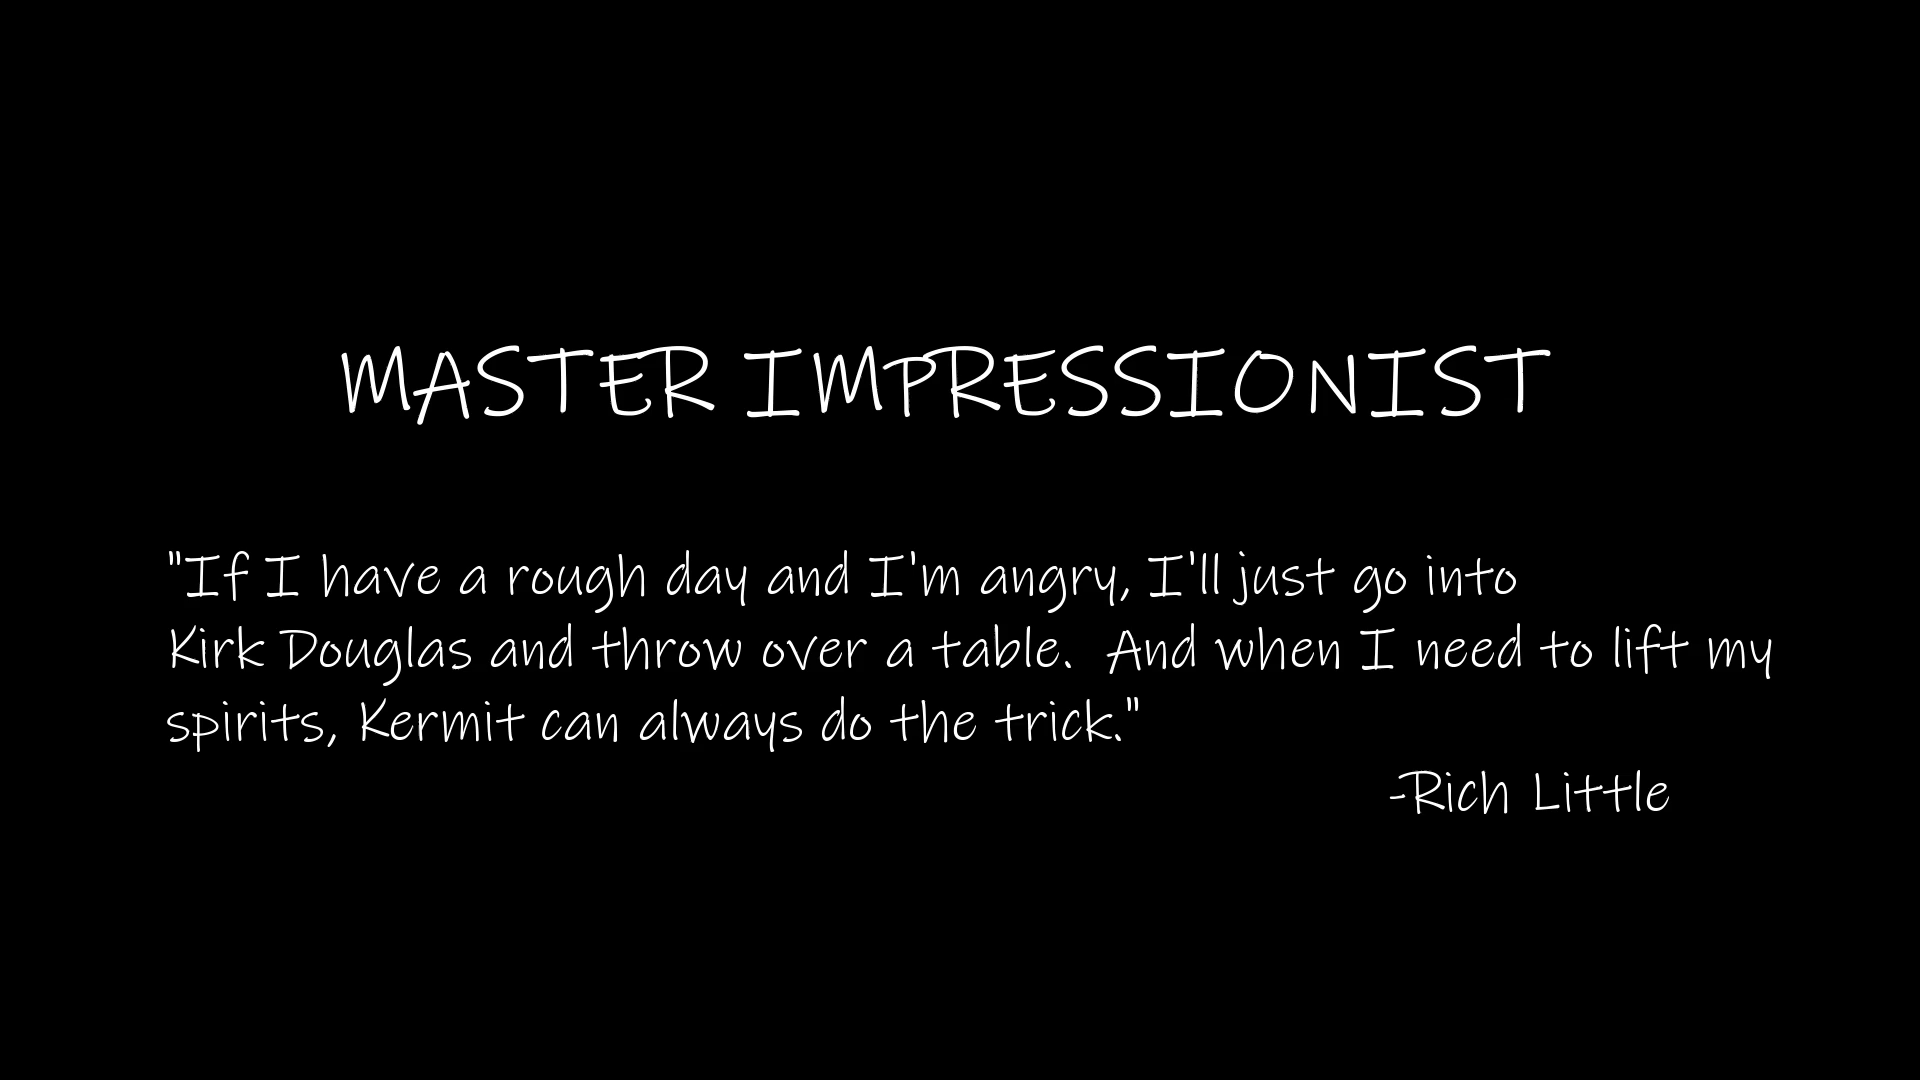 MASTER IMPRESSIONIST
"If I have a rough day and I'm angry, I'll just go into
Kirk Douglas and throw over a table.  And when I need to lift my
spirits, Kermit can always do the trick."
-Rich Little